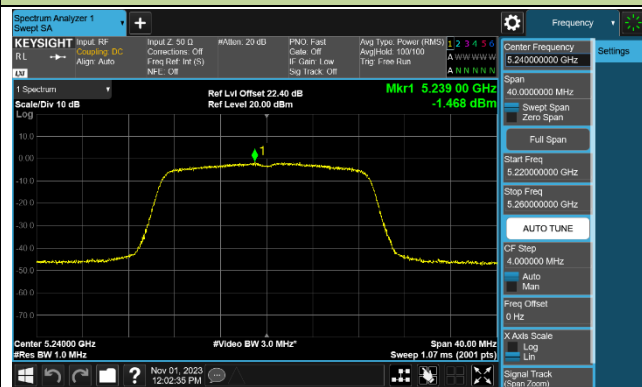 Spectrum Analyzer 1
Swept SA
Frequency
KEYSIGHT
RL
Input: RF
Coupling: DC
Align: Auto
Input Z: 50 Ω
Corrections: Off
Freq Ref: Int (S)
NFE: Off
#Atten: 20 dB
PNO: Fast
Gate: Off
IF Gain: Low
Sig Track: Off
Avg Type: Power (RMS)
Avg|Hold: 100/100
Trig: Free Run
1 2 3 4 5 6
A W W W W W
A N N N N N
LXI
1 Spectrum
Scale/Div 10 dB
Log
Ref Lvl Offset 22.40 dB
Ref Level 20.00 dBm
Mkr1 5.239 00 GHz
-1.468 dBm
1
10.0
0.00
-10.0
-20.0
-30.0
-40.0
-50.0
-60.0
-70.0
Center 5.24000 GHz
#Res BW 1.0 MHz
#Video BW 3.0 MHz*
Span 40.00 MHz
Sweep 1.07 ms (2001 pts)
Nov 01, 2023
12:02:35 PM
Center Frequency
5.240000000 GHz
Span
40.0000000 MHz
Swept Span
Zero Span
Full Span
Start Freq
5.220000000 GHz
Stop Freq
5.260000000 GHz
AUTO TUNE
CF Step
4.000000 MHz
Auto
Man
Freq Offset
0 Hz
X Axis Scale
Log
Lin
Signal Track
(Span Zoom)
Settings